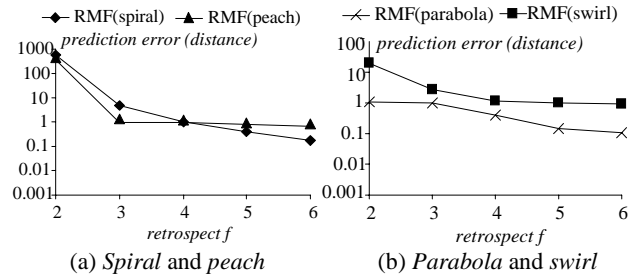 RMF(spiral) RMF(peach)
prediction error (distance)
1000
100
10
1
0.1
0.01
0.001
2 3 4 5 6
retrospect f
(a) Spiral and peach
RMF(parabola) RMF(swirl)
prediction error (distance)
100
10
1
0.1
0.01
0.001
2 3 4 5 6
retrospect f
(b) Parabola and swirl